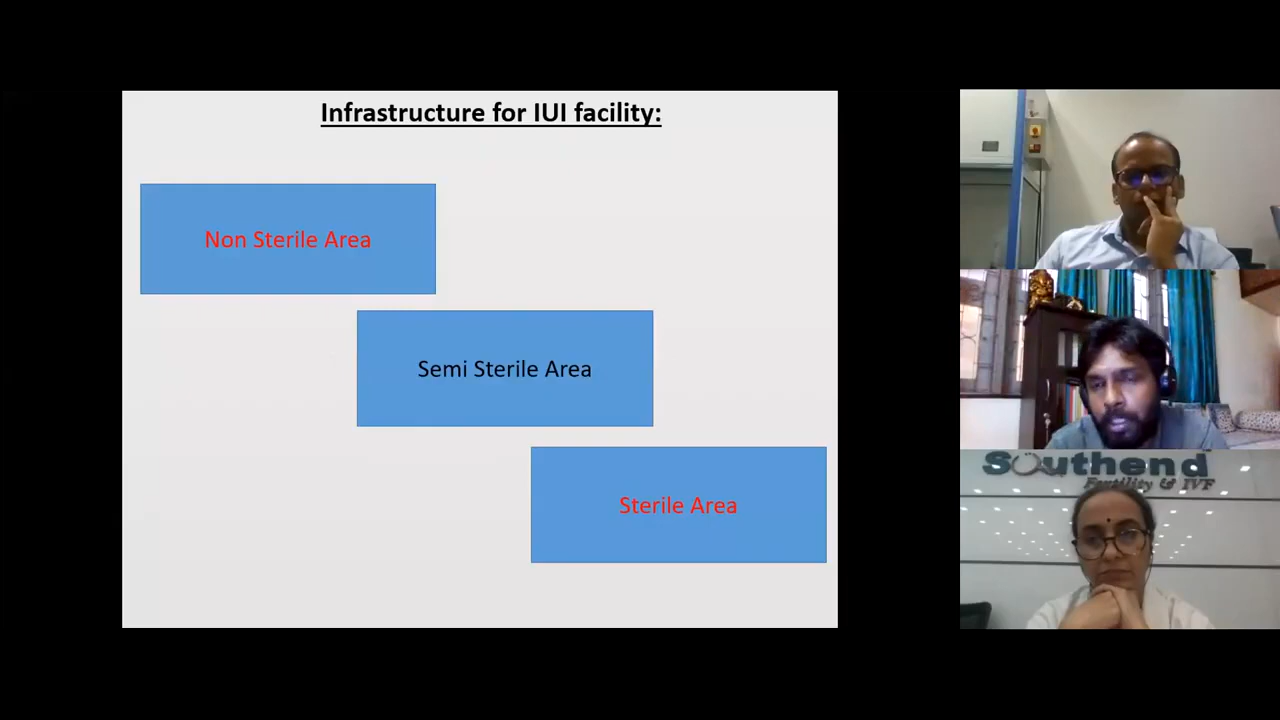 Infrastructure for IUI facility:
Non Sterile Area
Semi Sterile Area
Sterile Area
Southend
Fertility & IVF